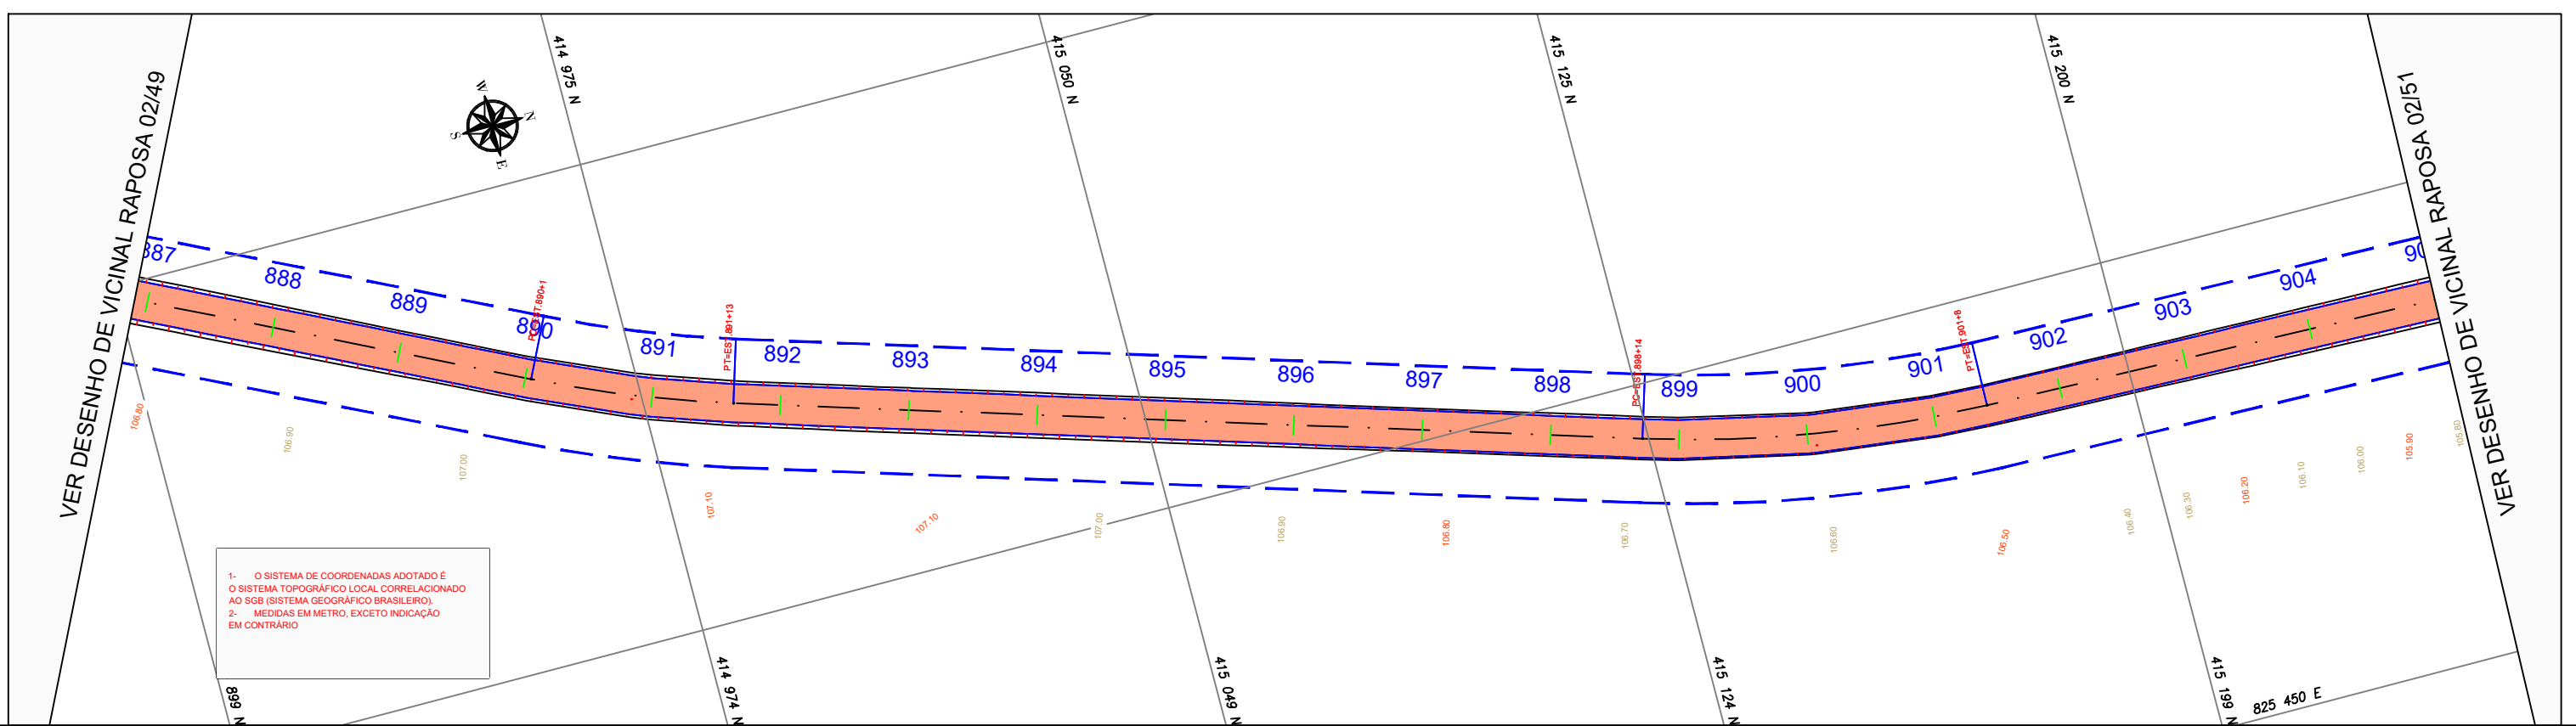 VER DESENHO DE VICINAL RAPOSA 02/49
VER DESENHO DE VICINAL RAPOSA 02/51
414 975 N
415 050 N
415 125 N
415 200 N
W
N
S
E
887
888
889
890
891
892
893
894
895
896
897
898
899
900
901
902
903
904
90
PT=EST.891+13
PC=EST.898+14
PT=EST.901+8
106.80
106.90
107.00
107.10
107.10
107.00
106.90
106.80
106.70
106.60
106.50
106.40
106.30
106.20
106.10
106.00
105.90
105.80
1- O SISTEMA DE COORDENADAS ADOTADO É
O SISTEMA TOPOGRÁFICO LOCAL CORRELACIONADO
AO SGB (SISTEMA GEOGRÁFICO BRASILEIRO).
2- MEDIDAS EM METRO, EXCETO INDICAÇÃO
EM CONTRÁRIO
899 N
414 974 N
415 049 N
415 124 N
415 199 N
825 450 E